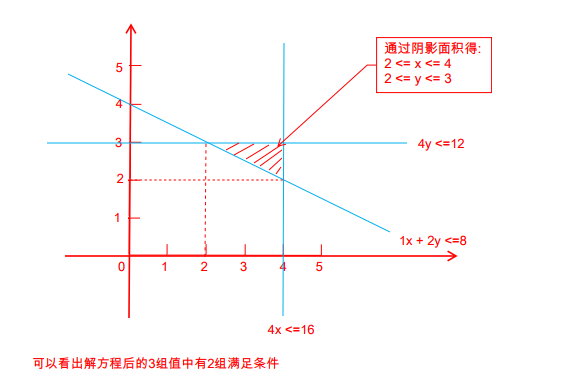 通过阴影面积得:
2 <= x <= 4
2 <= y <= 3
5
4
3
4y <=12
2
1
1x + 2y <=8
0 1 2 3 4 5
4x <=16
可以看出解方程后的3组值中有2组满足条件